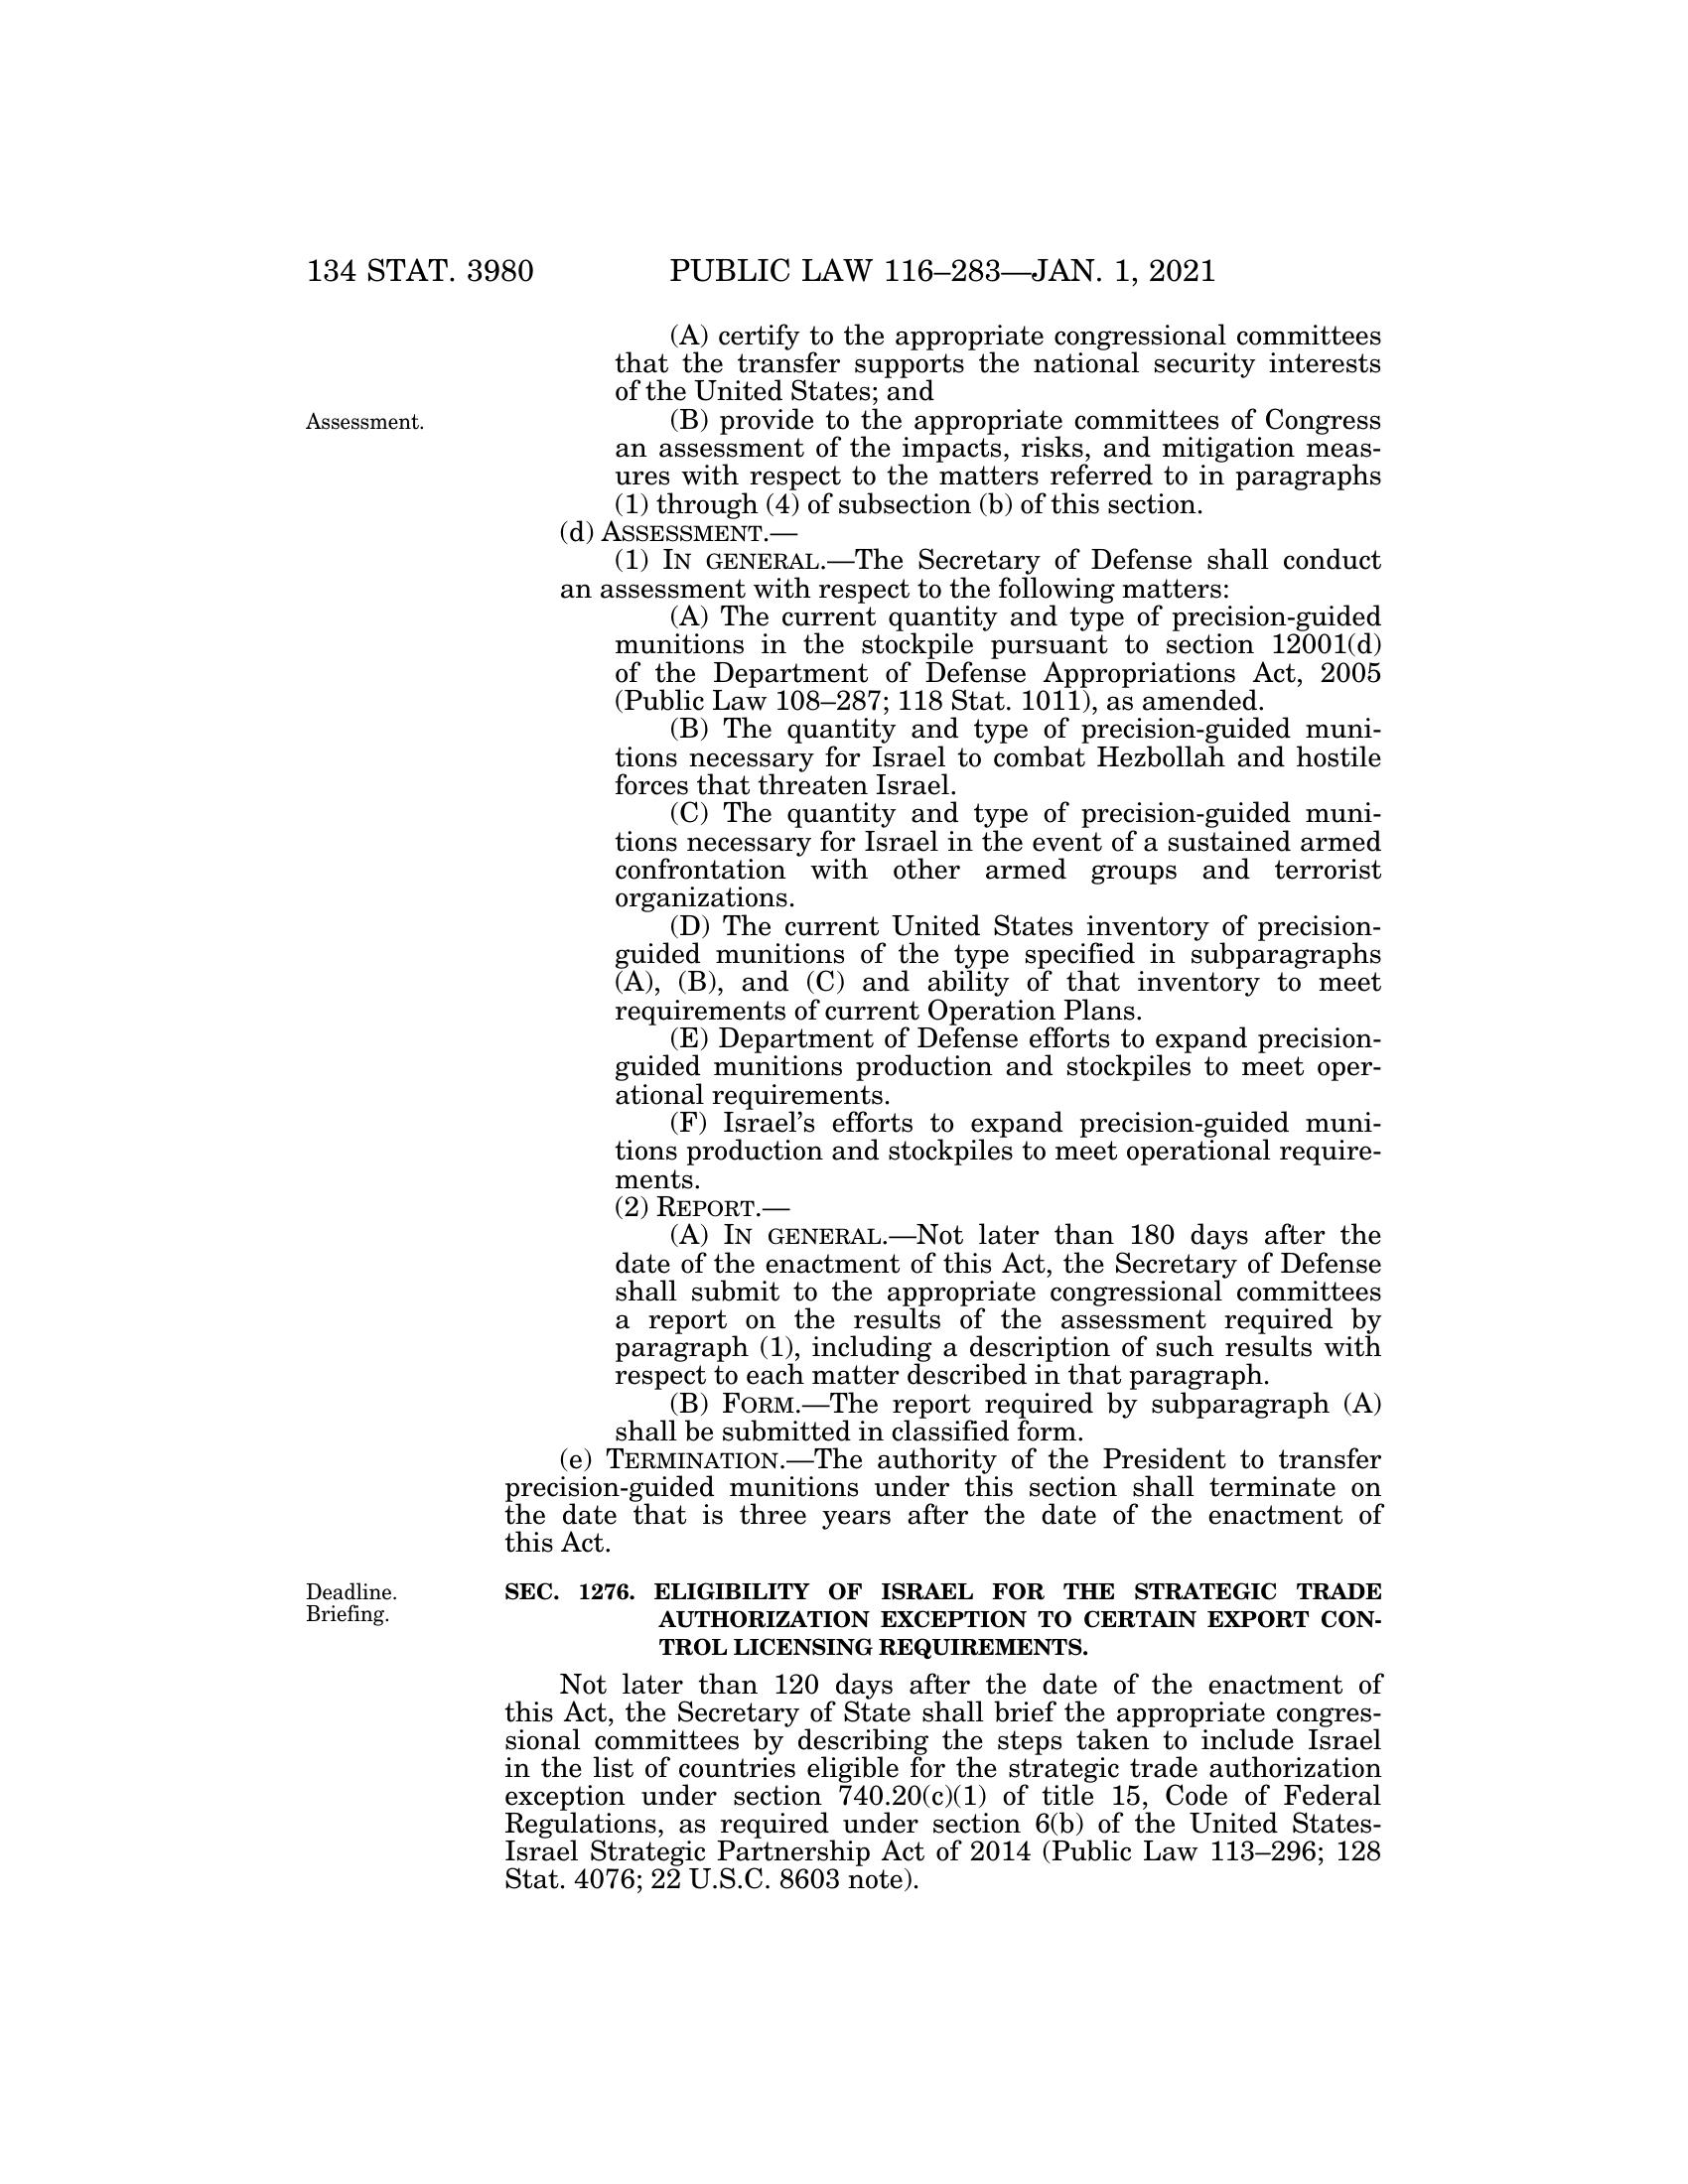 134 STAT. 3980
PUBLIC LAW 116–283—JAN. 1, 2021
(A) certify to the appropriate congressional committees
that the transfer supports the national security interests
of the United States; and
Assessment.
(B) provide to the appropriate committees of Congress
an assessment of the impacts, risks, and mitigation meas-
ures with respect to the matters referred to in paragraphs
(1) through (4) of subsection (b) of this section.
(d) ASSESSMENT.—
(1) IN GENERAL.—The Secretary of Defense shall conduct
an assessment with respect to the following matters:
(A) The current quantity and type of precision-guided
munitions in the stockpile pursuant to section 12001(d)
of the Department of Defense Appropriations Act, 2005
(Public Law 108–287; 118 Stat. 1011), as amended.
(B) The quantity and type of precision-guided muni-
tions necessary for Israel to combat Hezbollah and hostile
forces that threaten Israel.
(C) The quantity and type of precision-guided muni-
tions necessary for Israel in the event of a sustained armed
confrontation with other armed groups and terrorist
organizations.
(D) The current United States inventory of precision-
guided munitions of the type specified in subparagraphs
(A), (B), and (C) and ability of that inventory to meet
requirements of current Operation Plans.
(E) Department of Defense efforts to expand precision-
guided munitions production and stockpiles to meet oper-
ational requirements.
(F) Israel's efforts to expand precision-guided muni-
tions production and stockpiles to meet operational require-
ments.
(2) REPORT.—
(A) IN GENERAL.—Not later than 180 days after the
date of the enactment of this Act, the Secretary of Defense
shall submit to the appropriate congressional committees
a report on the results of the assessment required by
paragraph (1), including a description of such results with
respect to each matter described in that paragraph.
(B) FORM.—The report required by subparagraph (A)
shall be submitted in classified form.
(e) TERMINATION.—The authority of the President to transfer
precision-guided munitions under this section shall terminate on
the date that is three years after the date of the enactment of
this Act.
Deadline.
Briefing.
SEC. 1276. ELIGIBILITY OF ISRAEL FOR THE STRATEGIC TRADE
AUTHORIZATION EXCEPTION TO CERTAIN EXPORT CON-
TROL LICENSING REQUIREMENTS.
Not later than 120 days after the date of the enactment of
this Act, the Secretary of State shall brief the appropriate congres-
sional committees by describing the steps taken to include Israel
in the list of countries eligible for the strategic trade authorization
exception under section 740.20(c)(1) of title 15, Code of Federal
Regulations, as required under section 6(b) of the United States-
Israel Strategic Partnership Act of 2014 (Public Law 113–296; 128
Stat. 4076; 22 U.S.C. 8603 note).